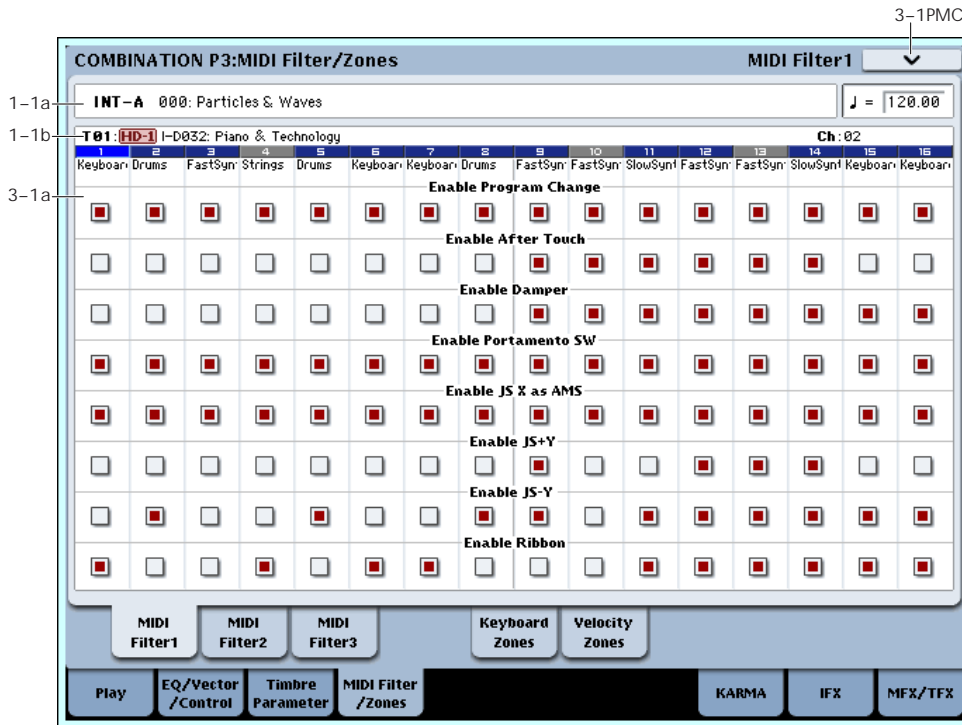 3–1PMC
COMBINATION P3:MIDI Filter/Zones MIDI Filter1
1–1a INT-A 000: Particles & Waves ♩ = 120.00
1–1b T01: HD-1 I-D032: Piano & Technology Ch:02
1 2 3 4 5 6 7 8 9 10 11 12 13 14 15 16
Keyboar Drums FastSyn Strings Drums Keyboar Keyboar Drums FastSyn FastSyn SlowSynt FastSyn FastSyn SlowSynt Keyboar Keyboar
3–1a
Enable Program Change
Enable After Touch
Enable Damper
Enable Portamento SW
Enable JS X as AMS
Enable JS+Y
Enable JS-Y
Enable Ribbon
MIDI Filter1 MIDI Filter2 MIDI Filter3 Keyboard Zones Velocity Zones
Play EQ/Vector /Control Timbre Parameter MIDI Filter /Zones KARMA IFX MFX/TFX